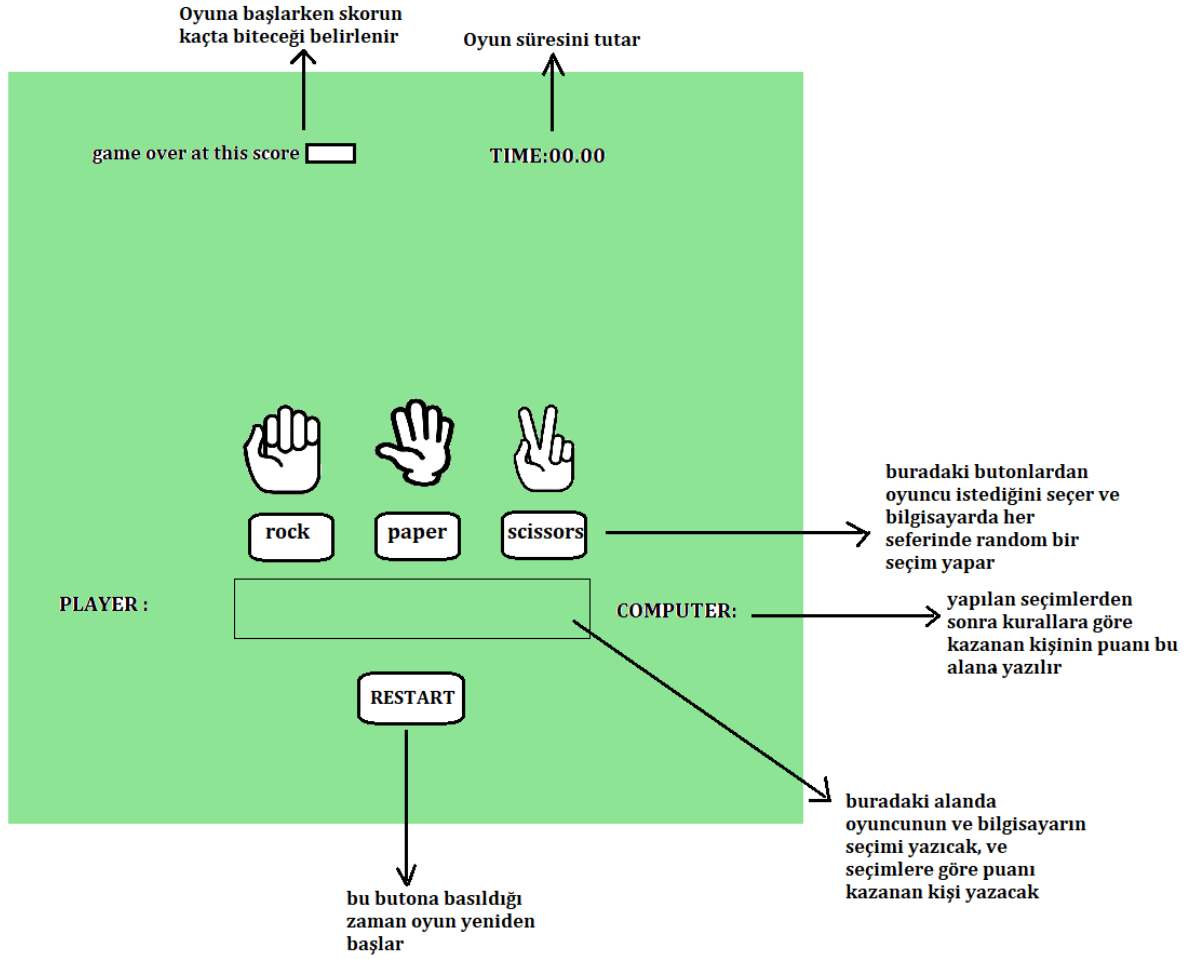 Oyuna başlarken skorun
kaçta biteceği belirlenir
Oyun süresini tutar
game over at this score
TIME:00.00
rock
paper
scissors
buradaki butonlardan
oyuncu istediğini seçer ve
bilgisayarda her
seferinde random bir
seçim yapar
PLAYER :
COMPUTER:
yapılan seçimlerden
sonra kurallara göre
kazanan kişinin puanı bu
alana yazılır
RESTART
buradaki alanda
oyuncunun ve bilgisayarın
seçimi yazıcak, ve
seçimlere göre puanı
kazanan kişi yazacak
bu butona basıldığı
zaman oyun yeniden
başlar